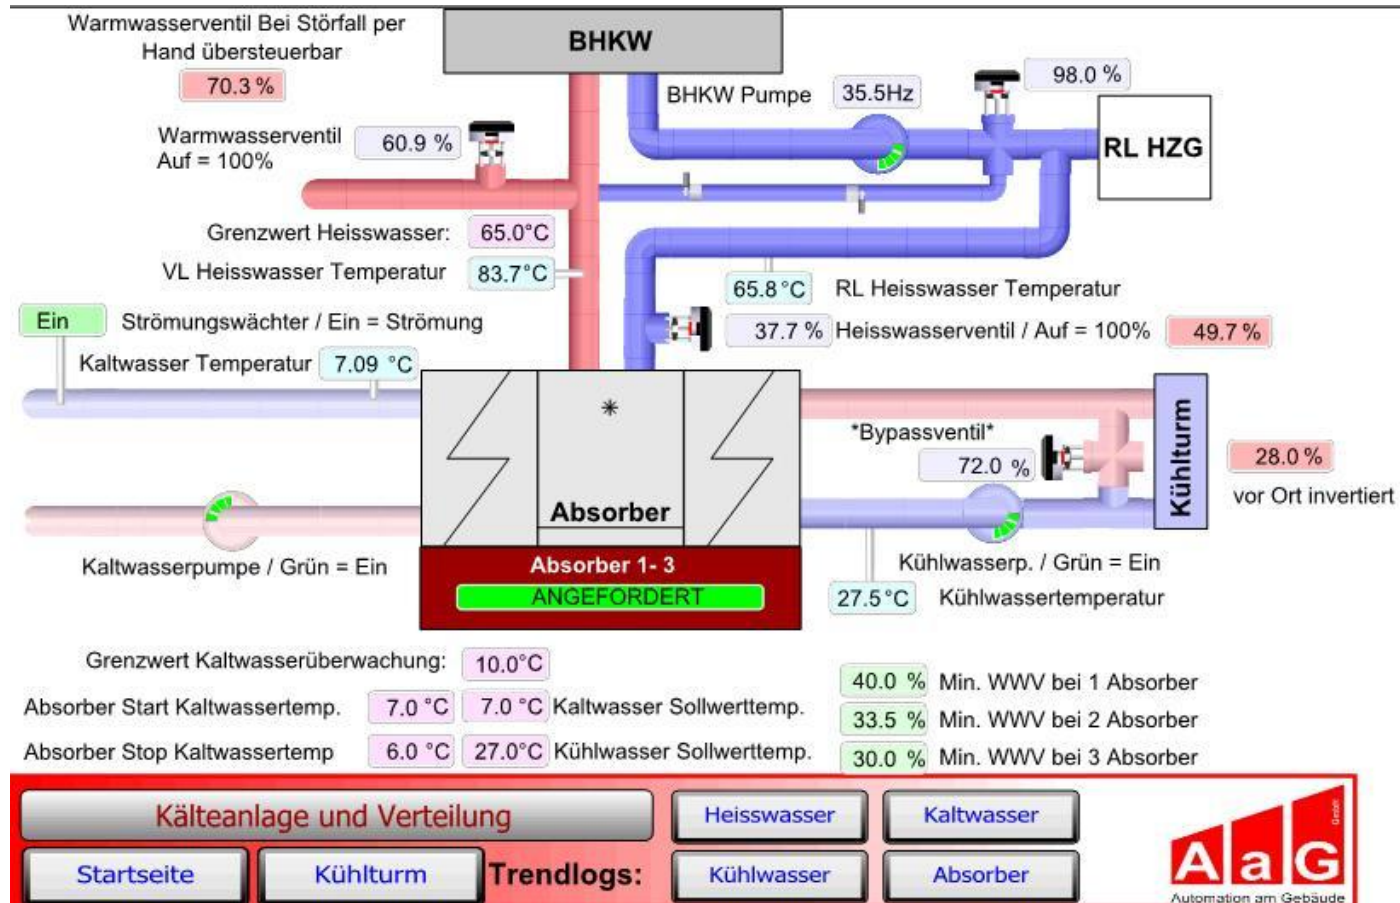 Warmwasserventil Bei Störfall per
Hand übersteuerbar
70.3 %
BHKW
BHKW Pumpe
35.5Hz
98.0 %
RL HZG
Warmwasserventil
Auf = 100%
60.9 %
Grenzwert Heisswasser:
65.0°C
VL Heisswasser Temperatur
83.7°C
65.8 °C
RL Heisswasser Temperatur
Ein
Strömungswächter / Ein = Strömung
37.7 %
Heisswasserventil / Auf = 100%
49.7 %
Kaltwasser Temperatur
7.09 °C
*
*Bypassventil*
72.0 %
Kühlturm
28.0 %
vor Ort invertiert
Absorber
Kaltwasserpumpe / Grün = Ein
Absorber 1- 3
ANGEFORDERT
Kühlwasserp. / Grün = Ein
27.5°C
Kühlwassertemperatur
Grenzwert Kaltwasserüberwachung:
10.0°C
Absorber Start Kaltwassertemp.
7.0 °C
7.0 °C
Kaltwasser Sollwerttemp.
Absorber Stop Kaltwassertemp
6.0 °C
27.0°C
Kühlwasser Sollwerttemp.
40.0 %
Min. WWV bei 1 Absorber
33.5 %
Min. WWV bei 2 Absorber
30.0 %
Min. WWV bei 3 Absorber
Kälteanlage und Verteilung
Heisswasser
Kaltwasser
Startseite
Kühlturm
Trendlogs:
Kühlwasser
Absorber
AaG
GmbH
Automation am Gebäude